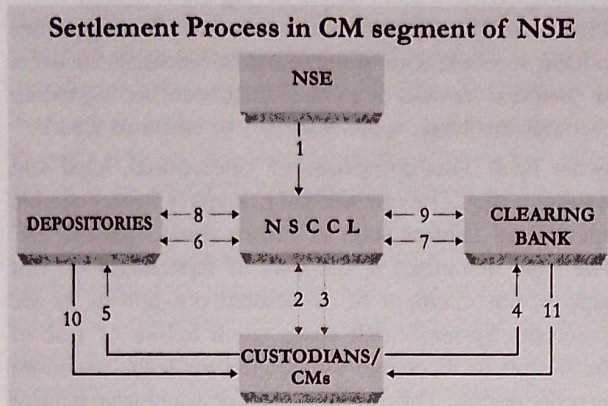 Settlement Process in CM segment of NSE
NSE
1
DEPOSITORIES
8
6
N S C C L
9
7
CLEARING
BANK
10
5
2
3
4
11
CUSTODIANS/
CMs